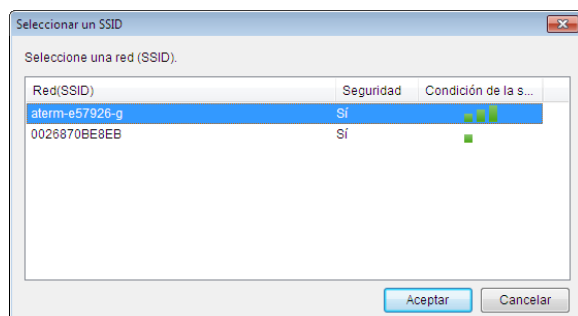 Seleccionar un SSID
Seleccione una red (SSID).
Red(SSID) Seguridad Condición de la s...
aterm-e57926-g Sí
0026870BE8EB Sí
Aceptar Cancelar